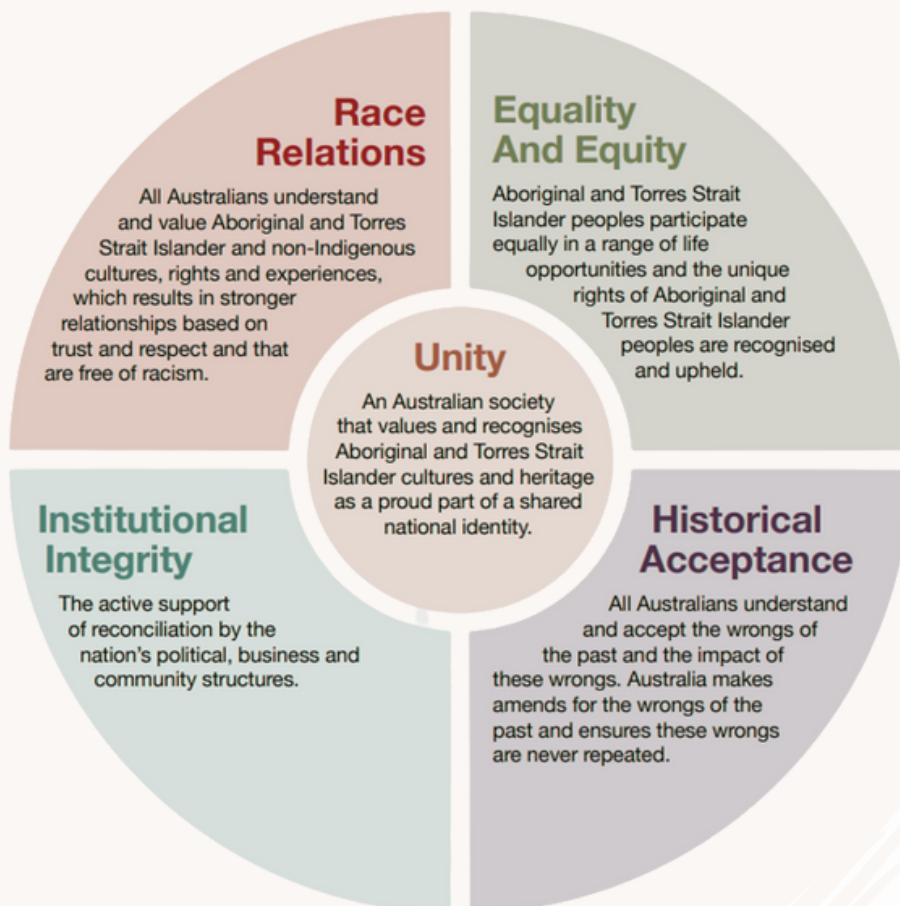 Race
Relations
All Australians understand
and value Aboriginal and Torres
Strait Islander and non-Indigenous
cultures, rights and experiences,
which results in stronger
relationships based on
trust and respect and that
are free of racism.
Equality
And Equity
Aboriginal and Torres Strait
Islander peoples participate
equally in a range of life
opportunities and the unique
rights of Aboriginal and
Torres Strait Islander
peoples are recognised
and upheld.
Unity
An Australian society
that values and recognises
Aboriginal and Torres Strait
Islander cultures and heritage
as a proud part of a shared
national identity.
Institutional
Integrity
The active support
of reconciliation by the
nation's political, business and
community structures.
Historical
Acceptance
All Australians understand
and accept the wrongs of
the past and the impact of
these wrongs. Australia makes
amends for the wrongs of the
past and ensures these wrongs
are never repeated.